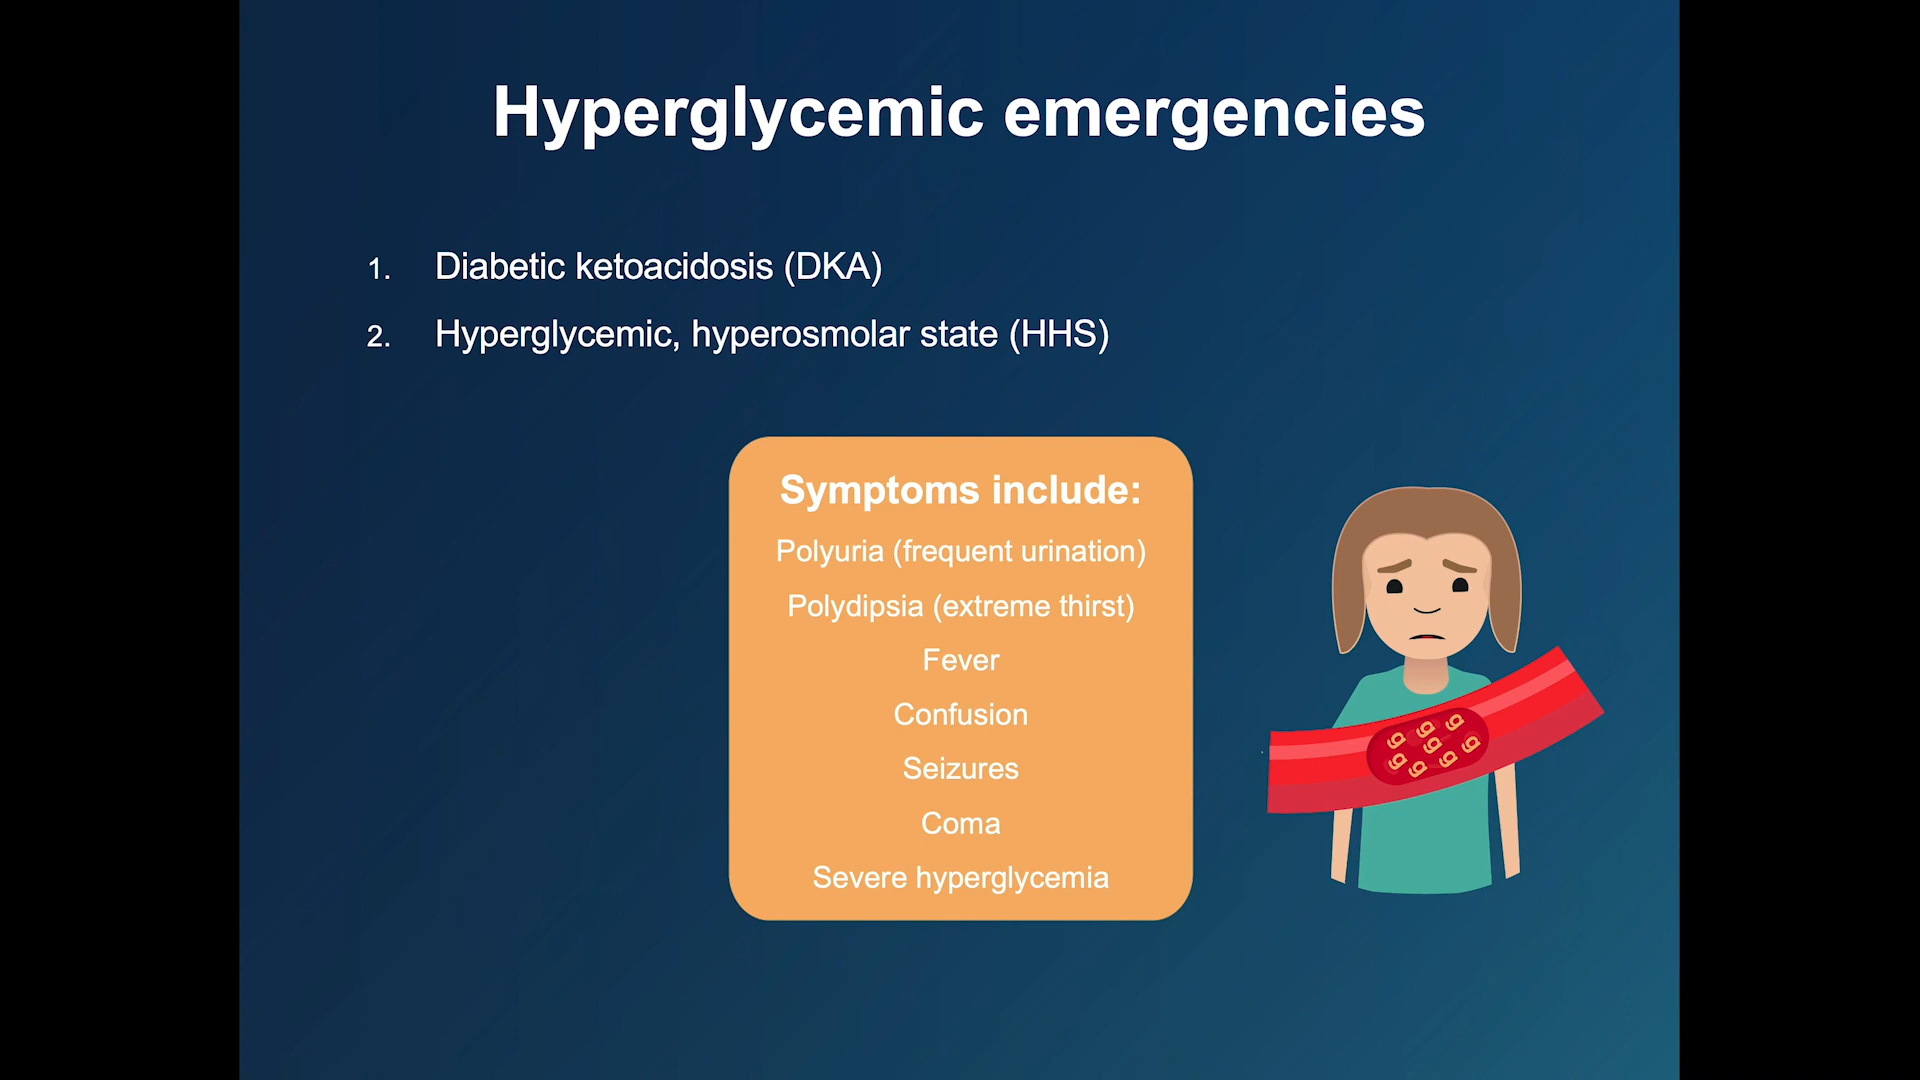 Hyperglycemic emergencies
1. Diabetic ketoacidosis (DKA)
2. Hyperglycemic, hyperosmolar state (HHS)
Symptoms include:
Polyuria (frequent urination)
Polydipsia (extreme thirst)
Fever
Confusion
Seizures
Coma
Severe hyperglycemia
g g g g g g g g